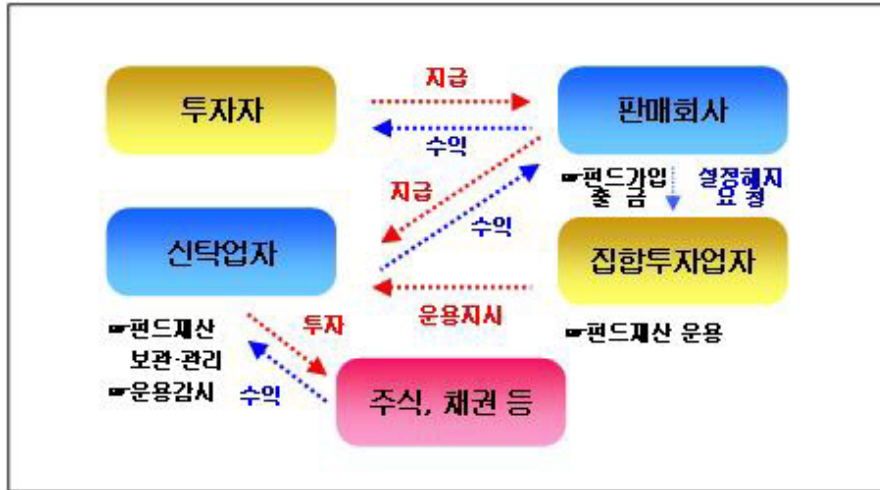 지급
투자자
판매회사
수익
☞펀드가입
출 금
설정해지
요 청
지급
수익
신탁업자
집합투자업자
운용지시
☞펀드재산
보관·관리
☞운용감시
투자
수익
☞펀드재산 운용
주식, 채권 등